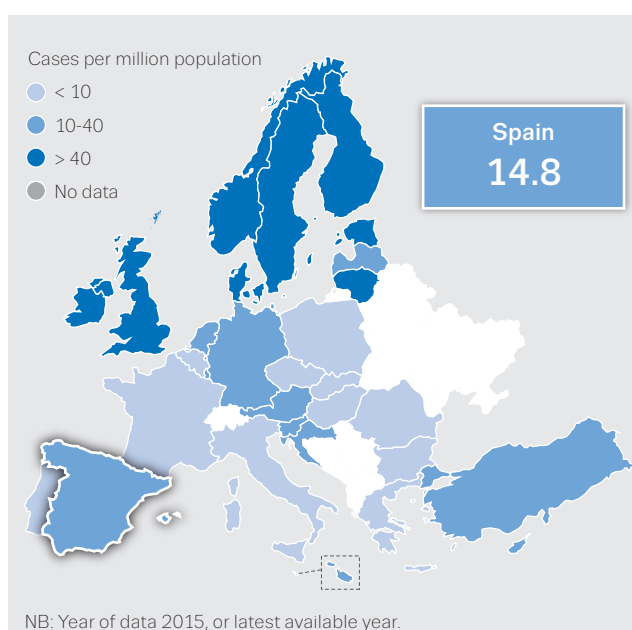 Cases per million population
< 10
10-40
> 40
No data
Spain
14.8
NB: Year of data 2015, or latest available year.